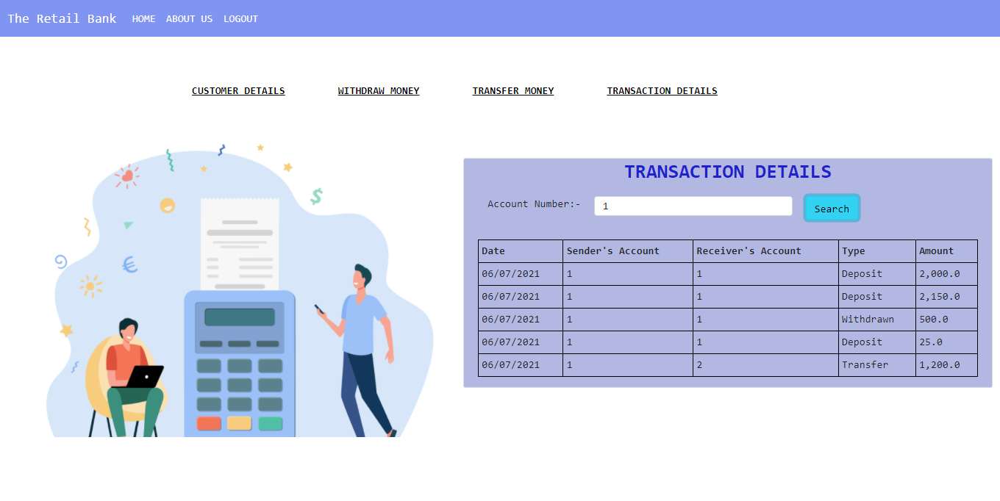 The Retail Bank HOME ABOUT US LOGOUT
CUSTOMER DETAILS WITHDRAW MONEY TRANSFER MONEY TRANSACTION DETAILS
TRANSACTION DETAILS
Account Number:- 1 Search
Date Sender's Account Receiver's Account Type Amount
06/07/2021 1 1 Deposit 2,000.0
06/07/2021 1 1 Deposit 2,150.0
06/07/2021 1 1 Withdrawn 500.0
06/07/2021 1 1 Deposit 25.0
06/07/2021 1 2 Transfer 1,200.0
$
€